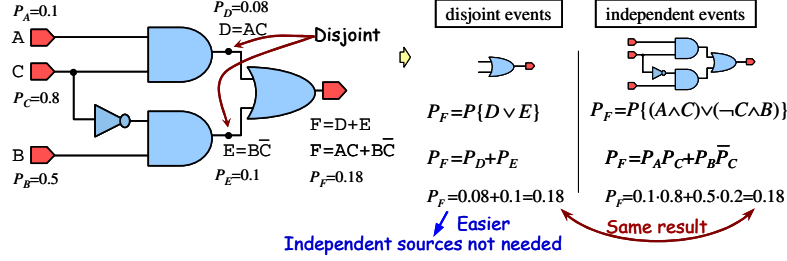 P_A=0.1
P_D=0.08
D=AC
A
Disjoint
C
P_C=0.8
E=BC̅
F=D+E
F=AC+BC̅
B
P_B=0.5
P_E=0.1
P_F=0.18
disjoint events
P_F=P{D∨E}
P_F=P_D+P_E
P_F=0.08+0.1=0.18
independent events
P_F=P{(A∧C)∨(¬C∧B)}
P_F=P_AP_C+P_BP̅_C
P_F=0.1·0.8+0.5·0.2=0.18
Easier
Independent sources not needed
Same result